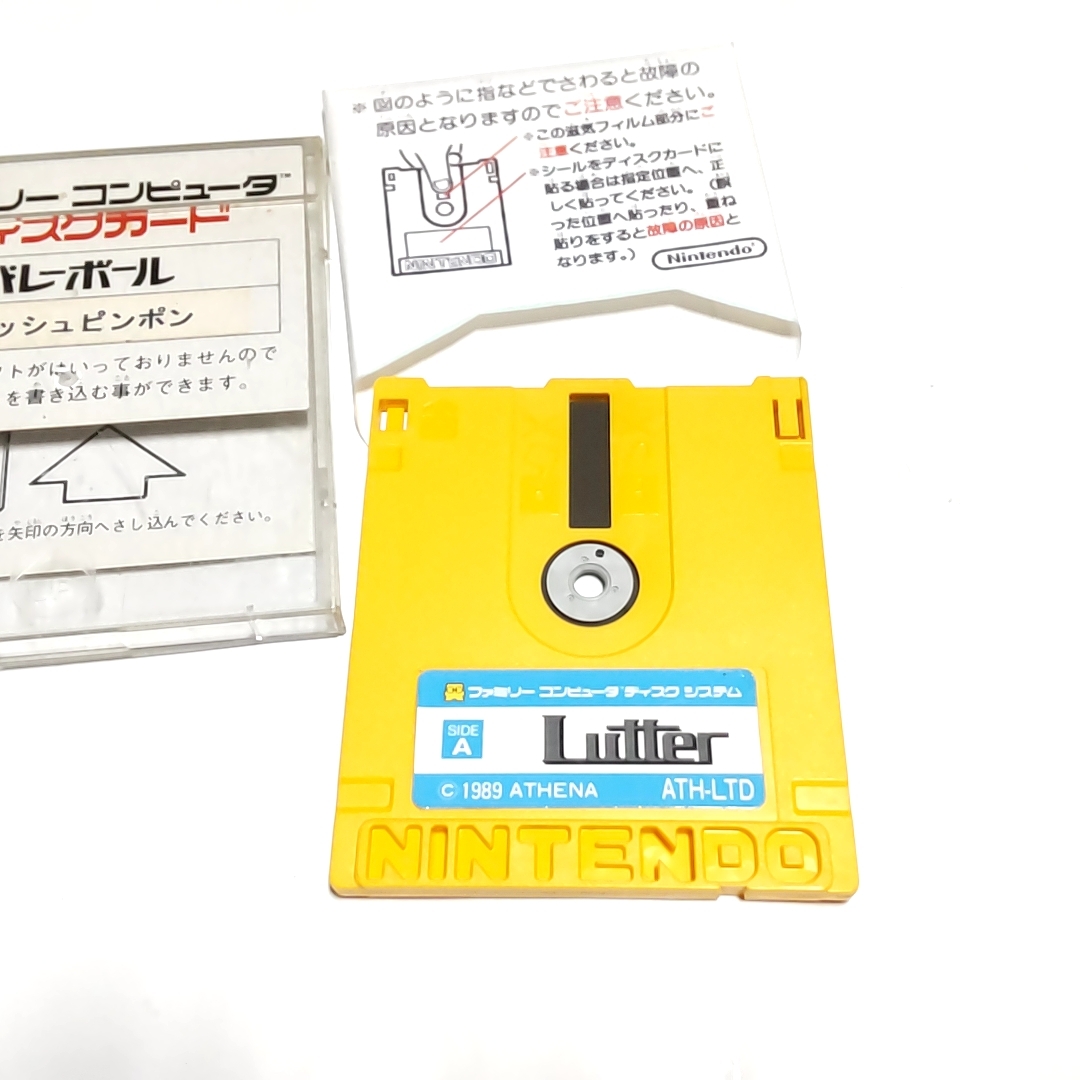 リー コンピュータ™
ィスクカード
バレーボール
ッシュピンポン
トがはいっておりませんので
を書き込む事ができます。
を矢印の方向へさし込んでください。
※図のように指などでさわると故障の
原因となりますのでご注意ください。
※この磁気フィルム部分にご
注意ください。
※シールをディスクカードに
貼る場合は指定位置へ、正
しく貼ってください。(誤
った位置へ貼ったり、重ね
貼りをすると故障の原因と
なります。)
Nintendo®
NINTENDO
ファミリー コンピュータ ディスク システム
SIDE
A
Lutter
© 1989 ATHENA ATH-LTD
NINTENDO